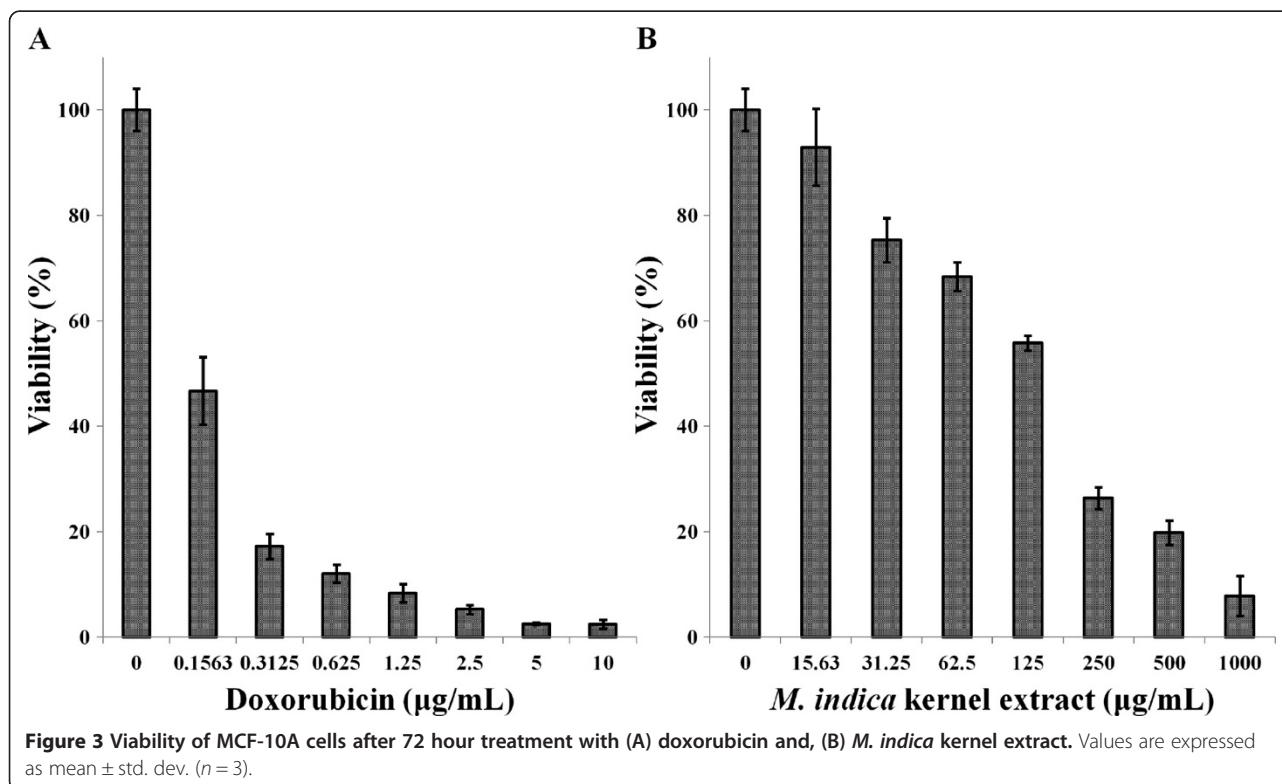 A
Viability (%)
100
80
60
40
20
0
0 0.1563 0.3125 0.625 1.25 2.5 5 10
Doxorubicin (µg/mL)
B
Viability (%)
100
80
60
40
20
0
0 15.63 31.25 62.5 125 250 500 1000
M. indica kernel extract (µg/mL)
Figure 3 Viability of MCF-10A cells after 72 hour treatment with (A) doxorubicin and, (B) M. indica kernel extract. Values are expressed
as mean ± std. dev. (n = 3).